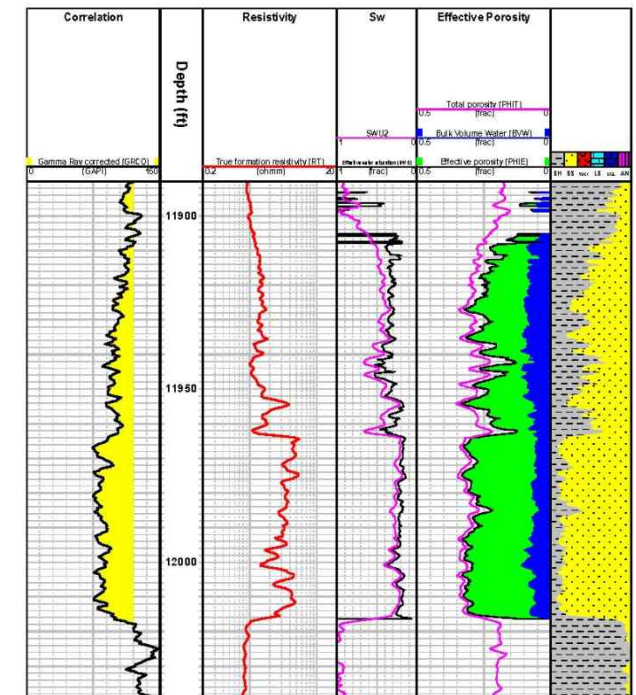 Correlation
Depth (ft)
Resistivity
Sw
Effective Porosity
Total porosity (PHIT)
0.5 (frac) 0
SWU2
1
Bulk Volume Water (BVW)
0.5 (frac) 0
Gamma Ray corrected (GRCO)
0 (GAPI) 150
True formation resistivity (RT)
0.2 (ohmm) 20
1 (frac) 0
Effective porosity (PHIE)
0.5 (frac) 0
SH SS LS AN
11900
11950
12000